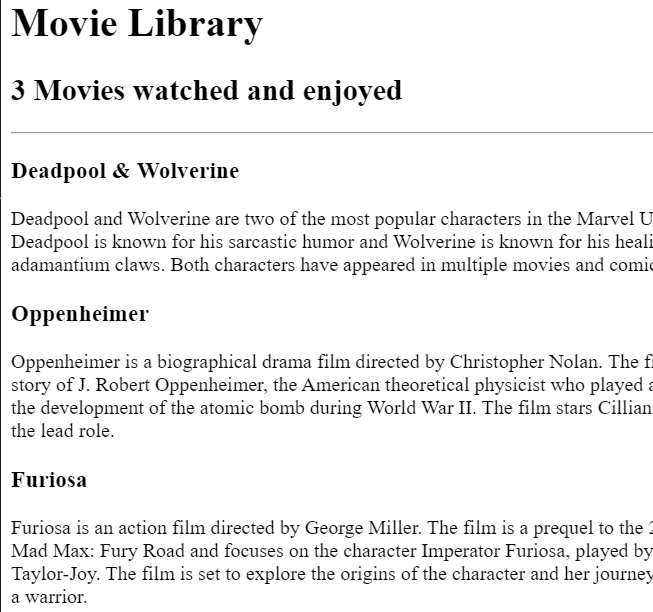 Movie Library
3 Movies watched and enjoyed
Deadpool & Wolverine
Deadpool and Wolverine are two of the most popular characters in the Marvel
Deadpool is known for his sarcastic humor and Wolverine is known for his
adamantium claws. Both characters have appeared in multiple movies and
Oppenheimer
Oppenheimer is a biographical drama film directed by Christopher Nolan. The
story of J. Robert Oppenheimer, the American theoretical physicist who played
the development of the atomic bomb during World War II. The film stars Cillian
the lead role.
Furiosa
Furiosa is an action film directed by George Miller. The film is a prequel to the
Mad Max: Fury Road and focuses on the character Imperator Furiosa, played by
Taylor-Joy. The film is set to explore the origins of the character and her journey
a warrior.